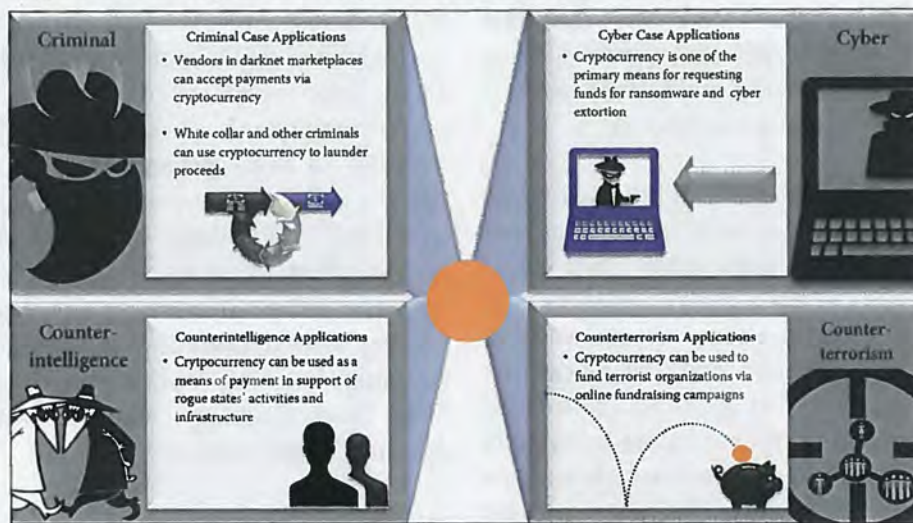 Criminal
Criminal Case Applications
• Vendors in darknet marketplaces
can accept payments via
cryptocurrency
• White collar and other criminals
can use cryptocurrency to launder
proceeds
Cyber Case Applications
• Cryptocurrency is one of the
primary means for requesting
funds for ransomware and cyber
extortion
Cyber
Counter-
intelligence
Counterintelligence Applications
• Crytpocurrency can be used as a
means of payment in support of
rogue states' activities and
infrastructure
Counterterrorism Applications
• Cryptocurrency can be used to
fund terrorist organizations via
online fundraising campaigns
Counter-
terrorism